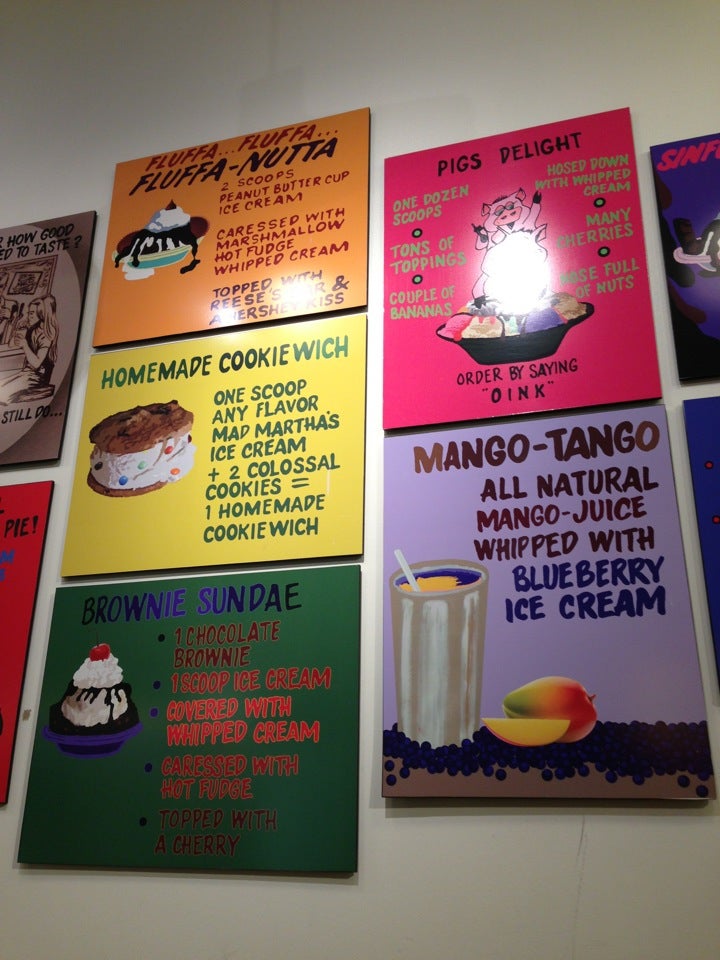 R HOW GOOD
ED TO TASTE?
STILL DO...
PIE!
FLUFFA... FLUFFA...
FLUFFA-NUTTA
2 SCOOPS
PEANUT BUTTER CUP
ICE CREAM
CARESSED WITH
MARSHMALLOW
HOT FUDGE
WHIPPED CREAM
TOPPED WITH
REESE'S BAR &
A HERSHEY KISS
HOMEMADE COOKIEWICH
ONE SCOOP
ANY FLAVOR
MAD MARTHA'S
ICE CREAM
+ 2 COLOSSAL
COOKIES =
1 HOMEMADE
COOKIEWICH
BROWNIE SUNDAE
• 1 CHOCOLATE
BROWNIE
• 1 SCOOP ICE CREAM
• COVERED WITH
WHIPPED CREAM
• CARESSED WITH
HOT FUDGE
• TOPPED WITH
A CHERRY
PIGS DELIGHT
ONE DOZEN
SCOOPS
TONS OF
TOPPINGS
COUPLE OF
BANANAS
HOSED DOWN
WITH WHIPPED
CREAM
MANY
CHERRIES
NOSE FULL
OF NUTS
ORDER BY SAYING
"OINK"
MANGO-TANGO
ALL NATURAL
MANGO-JUICE
WHIPPED WITH
BLUEBERRY
ICE CREAM
SINF